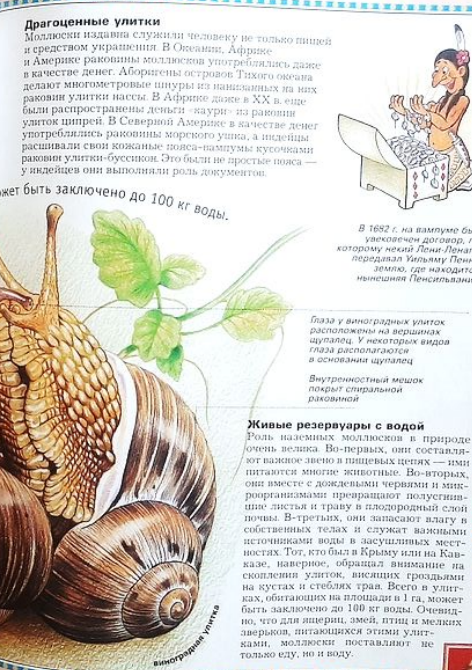 Драгоценные улитки
Моллюски издавна служили человеку не только пищей
и средством украшения. В Океании, Африке
и Америке раковины моллюсков употреблялись даже
в качестве денег. Аборигены островов Тихого океана
делают многометровые шнуры из нанизанных на них
раковин улитки нассы. В Африке даже в XX в. еще
были распространены деньги «каури» из раковин
улиток ципрей. В Северной Америке в качестве денег
употреблялись раковины морского ушка, а индейцы
расшивали свои кожаные пояса-вампумы кусочками
раковин улитки-буссикон. Это были не простые пояса —
у индейцев они выполняли роль документов.
жет быть заключено до 100 кг воды.
В 1682 г. на вампуме бы
увековечен договор, п
которому некий Лени-Лена
передавал Уильяму Пенн
землю, где находитс
нынешняя Пенсильвани
Глаза у виноградных улиток
расположены на вершинах
щупалец. У некоторых видов
глаза располагаются
в основании щупалец
Внутренностный мешок
покрыт спиральной
раковиной
Живые резервуары с водой
Роль наземных моллюсков в природе
очень велика. Во-первых, они составля-
ют важное звено в пищевых цепях — ими
питаются многие животные. Во-вторых,
они вместе с дождевыми червями и мик-
роорганизмами превращают полусгнив-
шие листья и траву в плодородный слой
почвы. В-третьих, они запасают влагу в
собственных телах и служат важными
источниками воды в засушливых мест-
ностях. Тот, кто был в Крыму или на Кав-
казе, наверное, обращал внимание на
скопления улиток, висящих гроздьями
на кустах и стеблях трав. Всего в улит-
ках, обитающих на площади в 1 га, может
быть заключено до 100 кг воды. Очевид-
но, что для ящериц, змей, птиц и мелких
зверьков, питающихся этими улит-
ками, моллюски поставляют не
только еду, но и воду.
виноградная улитка